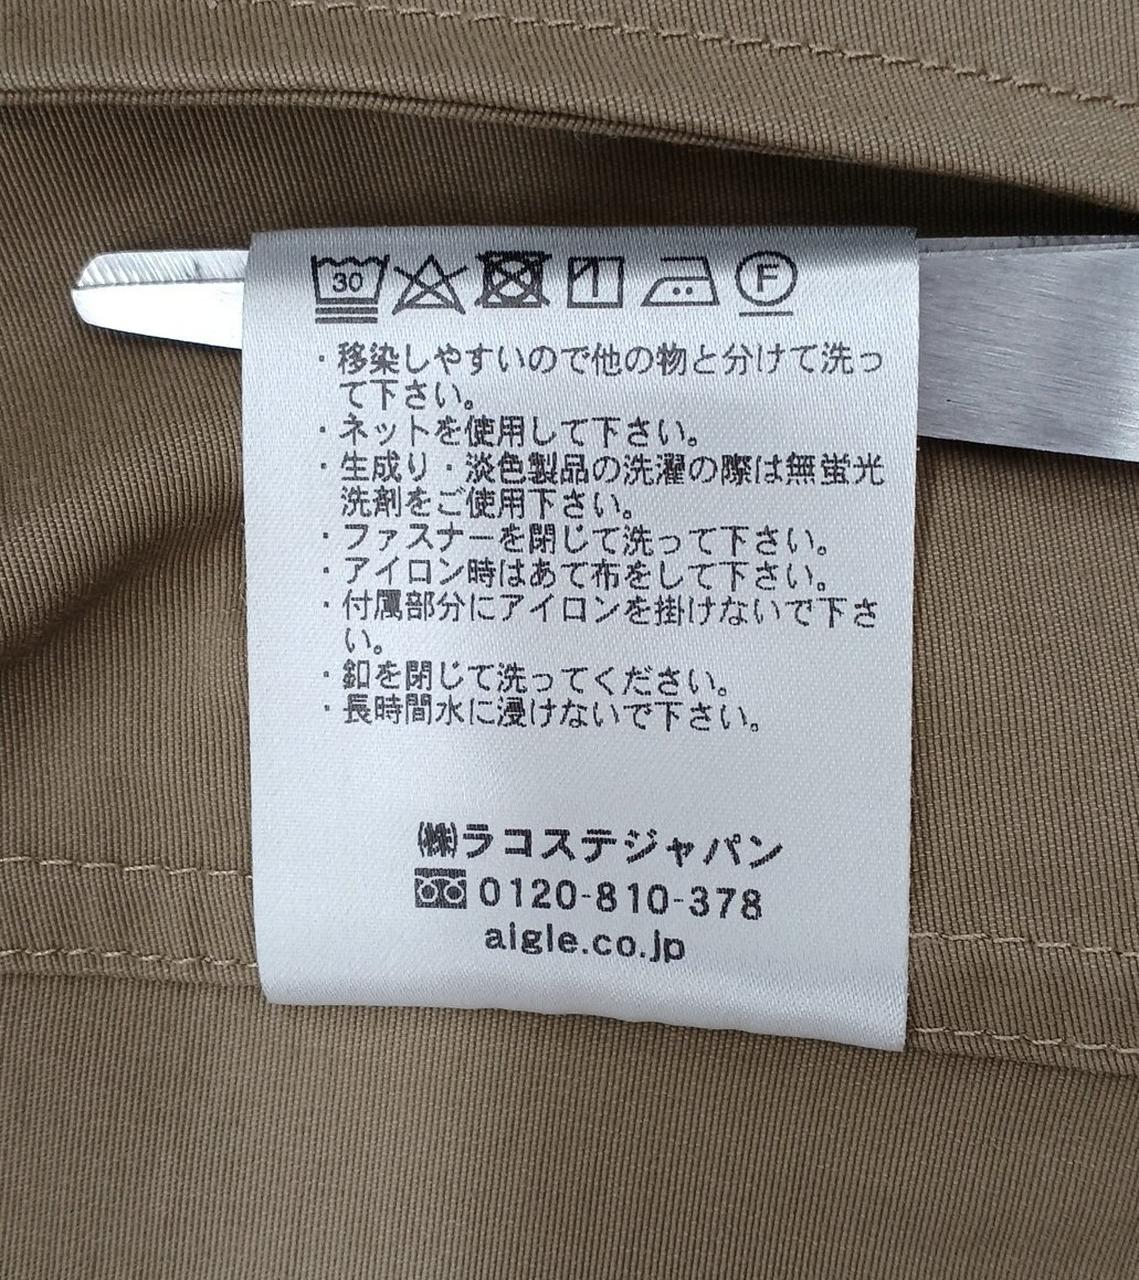 30 F
・移染しやすいので他の物と分けて洗っ
て下さい。
・ネットを使用して下さい。
・生成り・淡色製品の洗濯の際は無蛍光
洗剤をご使用下さい。
・ファスナーを閉じて洗って下さい。
・アイロン時はあて布をして下さい。
・付属部分にアイロンを掛けないで下さ
い。
・釦を閉じて洗ってください。
・長時間水に浸けないで下さい。
㈱ラコステジャパン
0120-810-378
aigle.co.jp